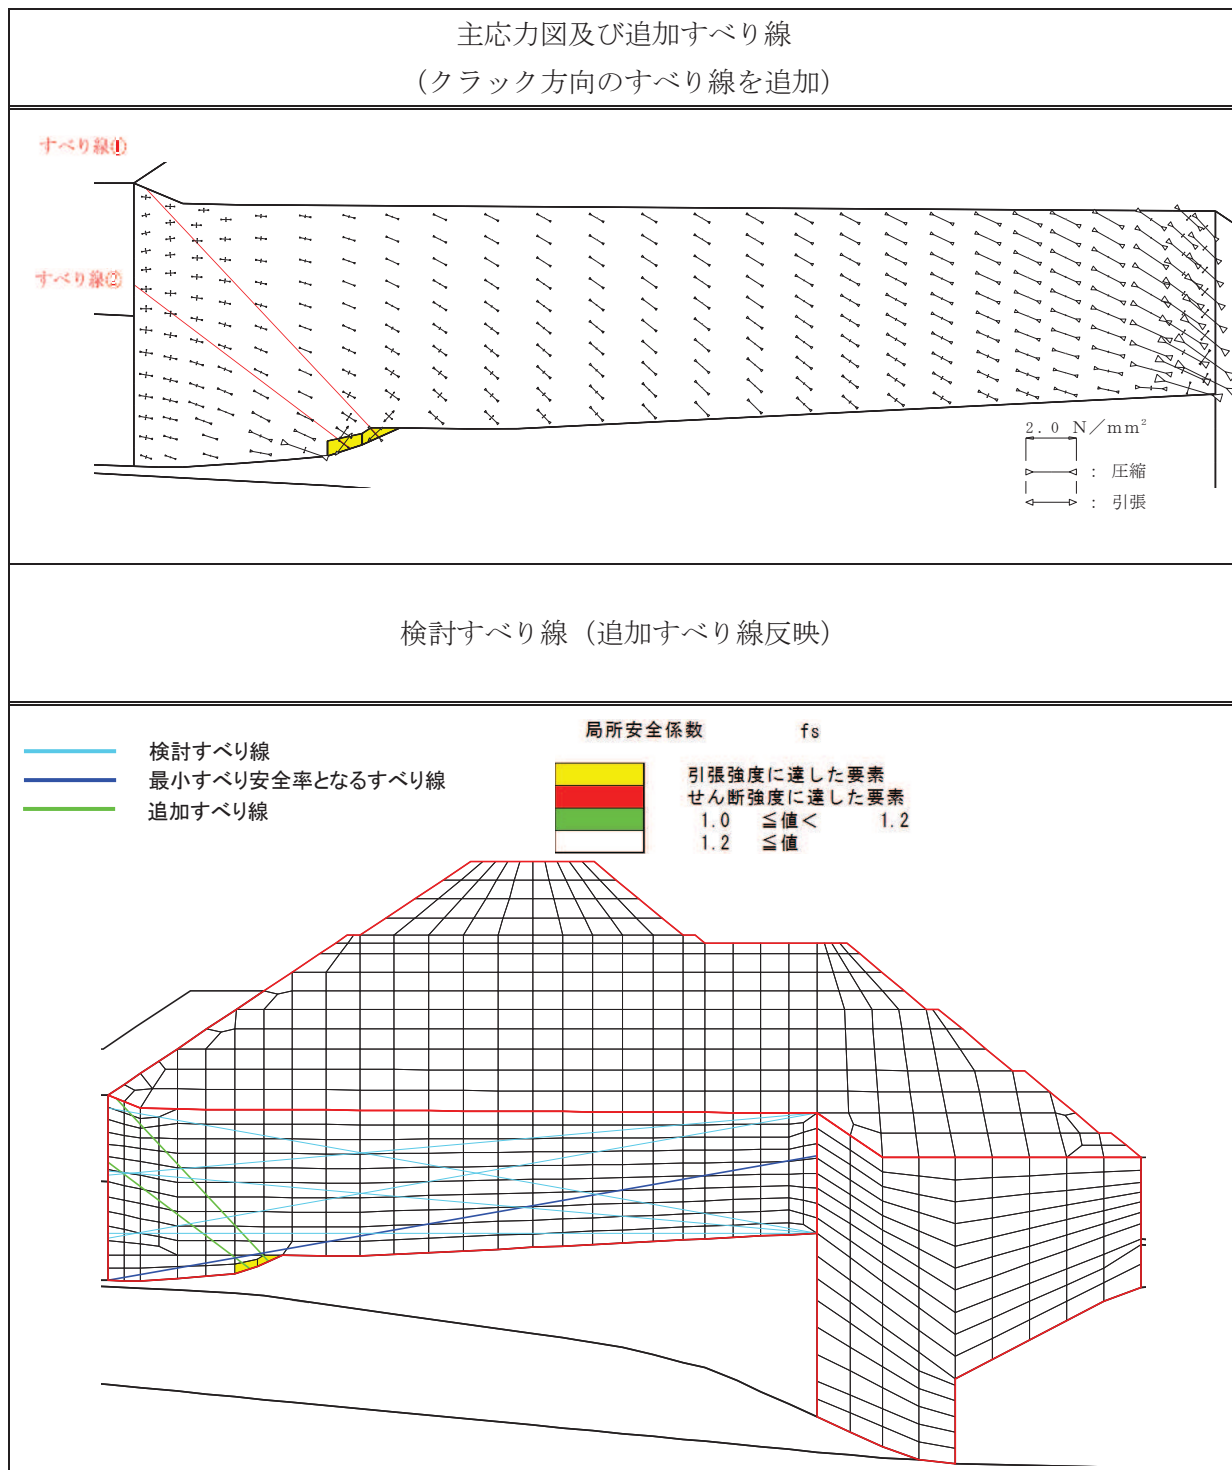 主応力図及び追加すべり線
（クラック方向のすべり線を追加）
すべり線①
すべり線②
2.0 N／mm²
： 圧縮
： 引張
検討すべり線（追加すべり線反映）
検討すべり線
最小すべり安全率となるすべり線
追加すべり線
局所安全係数 fs
引張強度に達した要素
せん断強度に達した要素
1.0 ≦値< 1.2
1.2 ≦値